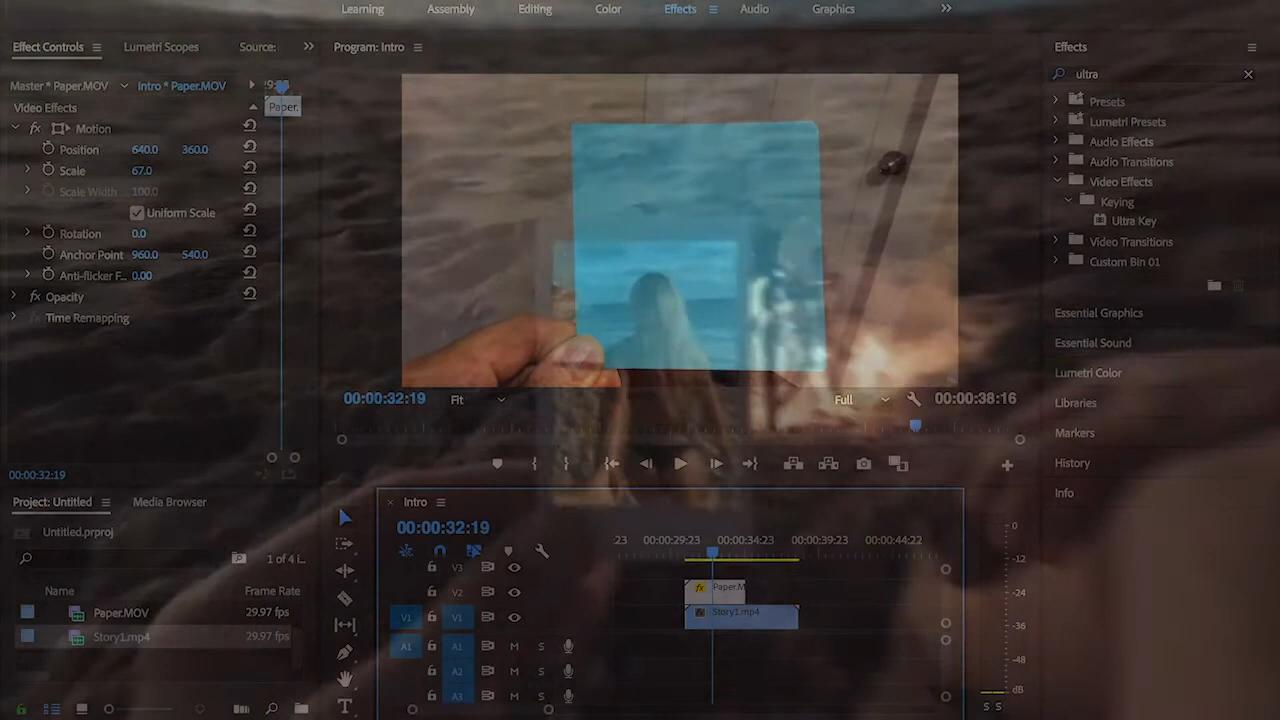 Learning Assembly Editing Color Effects Audio Graphics
Effect Controls Lumetri Scopes Source:
Program: Intro
Effects
Master * Paper.MOV Intro * Paper.MOV
ultra
Video Effects
Paper.
Presets
Motion
Lumetri Presets
Position 640.0 360.0
Audio Effects
Scale 67.0
Audio Transitions
Scale Width 100.0
Video Effects
Uniform Scale
Keying
Rotation 0.0
Ultra Key
Anchor Point 960.0 540.0
Video Transitions
Anti-flicker F... 0.00
Custom Bin 01
fx Opacity
Time Remapping
Essential Graphics
Essential Sound
Lumetri Color
00:00:32:19 Fit Full 00:00:38:16
Libraries
Markers
History
00:00:32:19
Info
Project: Untitled Media Browser
Intro
Untitled.prproj
00:00:32:19
:23 00:00:29:23 00:00:34:23 00:00:39:23 00:00:44:22
1 of 4 i...
Name Frame Rate
V3
V2
fx Paper.M
Paper.MOV 29.97 fps
V1 V1
Story1.mp4
Story1.mp4 29.97 fps
A1 A1 M S
A2 M S
A3 M S
0
-12
-24
-36
-48
dB
S S